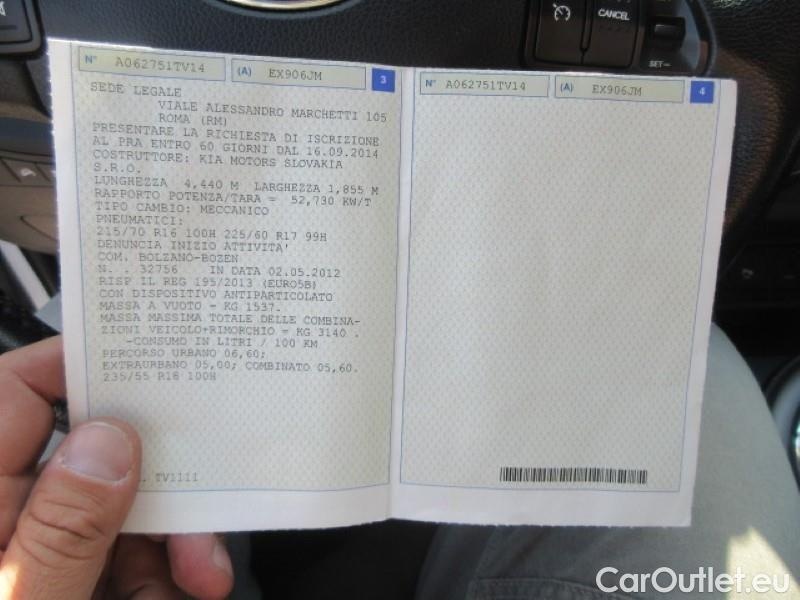 CANCEL
SET-
N° A062751TV14 (A) EX906JM 3
SEDE LEGALE
VIALE ALESSANDRO MARCHETTI 105
ROMA (RM)
PRESENTARE LA RICHIESTA DI ISCRIZIONE
AL PRA ENTRO 60 GIORNI DAL 16.09.2014
COSTRUTTORE: KIA MOTORS SLOVAKIA
S.R.O.
LUNGHEZZA 4,440 M LARGHEZZA 1,855 M
RAPPORTO POTENZA/TARA = 52,730 KW/T
TIPO CAMBIO: MECCANICO
PNEUMATICI:
215/70 R16 100H 225/60 R17 99H
DENUNCIA INIZIO ATTIVITA'
COM. BOLZANO-BOZEN
N. . 32756 IN DATA 02.05.2012
RISP IL REG 195/2013 (EURO5B)
CON DISPOSITIVO ANTIPARTICOLATO
MASSA A VUOTO = KG 1537.
MASSA MASSIMA TOTALE DELLE COMBINA-
ZIONI VEICOLO+RIMORCHIO = KG 3140 .
-CONSUMO IN LITRI / 100 KM
PERCORSO URBANO 06,60;
EXTRAURBANO 05,00; COMBINATO 05,60.
235/55 R18 100H
. TV1111
N° A062751TV14 (A) EX906JM 4
CarOutlet.eu